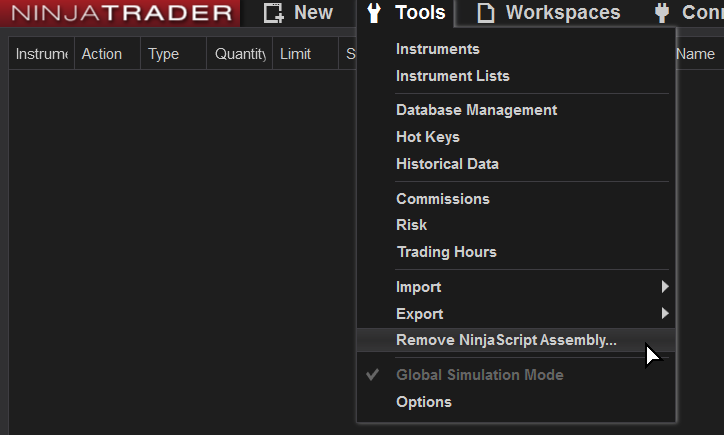 NINJATRADER New Tools Workspaces Conn
Instrume Action Type Quantity Limit S Name
Instruments
Instrument Lists
Database Management
Hot Keys
Historical Data
Commissions
Risk
Trading Hours
Import
Export
Remove NinjaScript Assembly...
Global Simulation Mode
Options